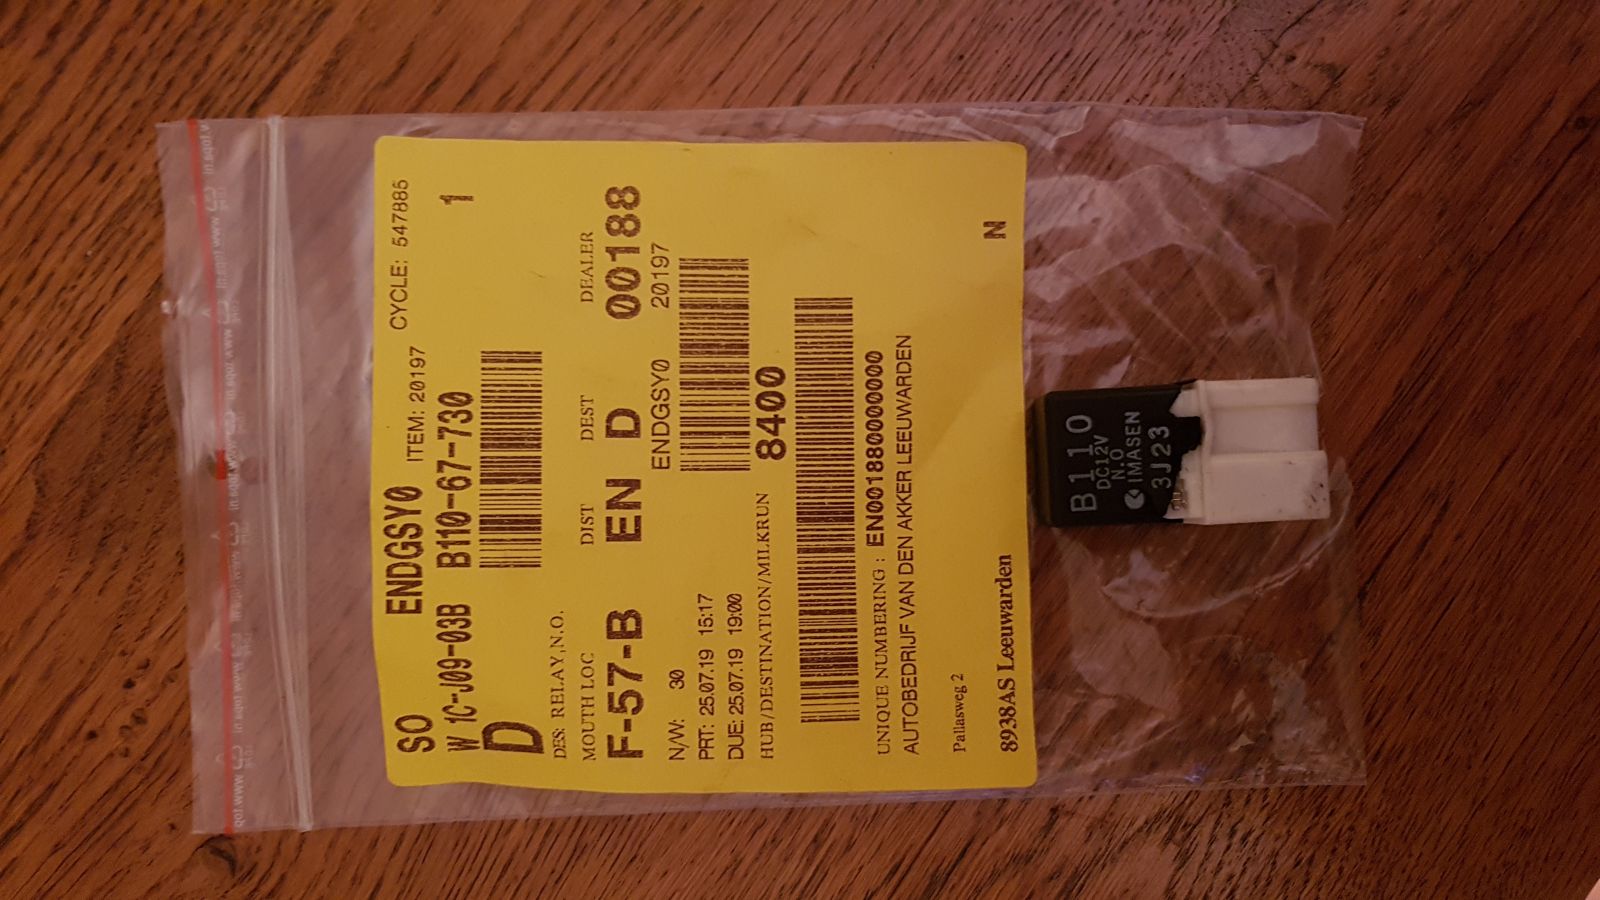 SO ENDGSY0 ITEM: 20197 CYCLE: 547885
W 1C-J09-03B B110-67-730 1
D
DES: RELAY,N.O.
MOUTH LOC DIST DEST DEALER
F-57-B EN D 00188
N/W: 30 ENDGSY0 20197
PRT: 25.07.19 15:17
DUE: 25.07.19 19:00
HUB/DESTINATION/MILKRUN 8400
UNIQUE NUMBERING : EN00188000000000
AUTOBEDRIJF VAN DEN AKKER LEEUWARDEN
Pallasweg 2
8938AS Leeuwarden N
B110
DC12V
N.O
IMASEN
3J23